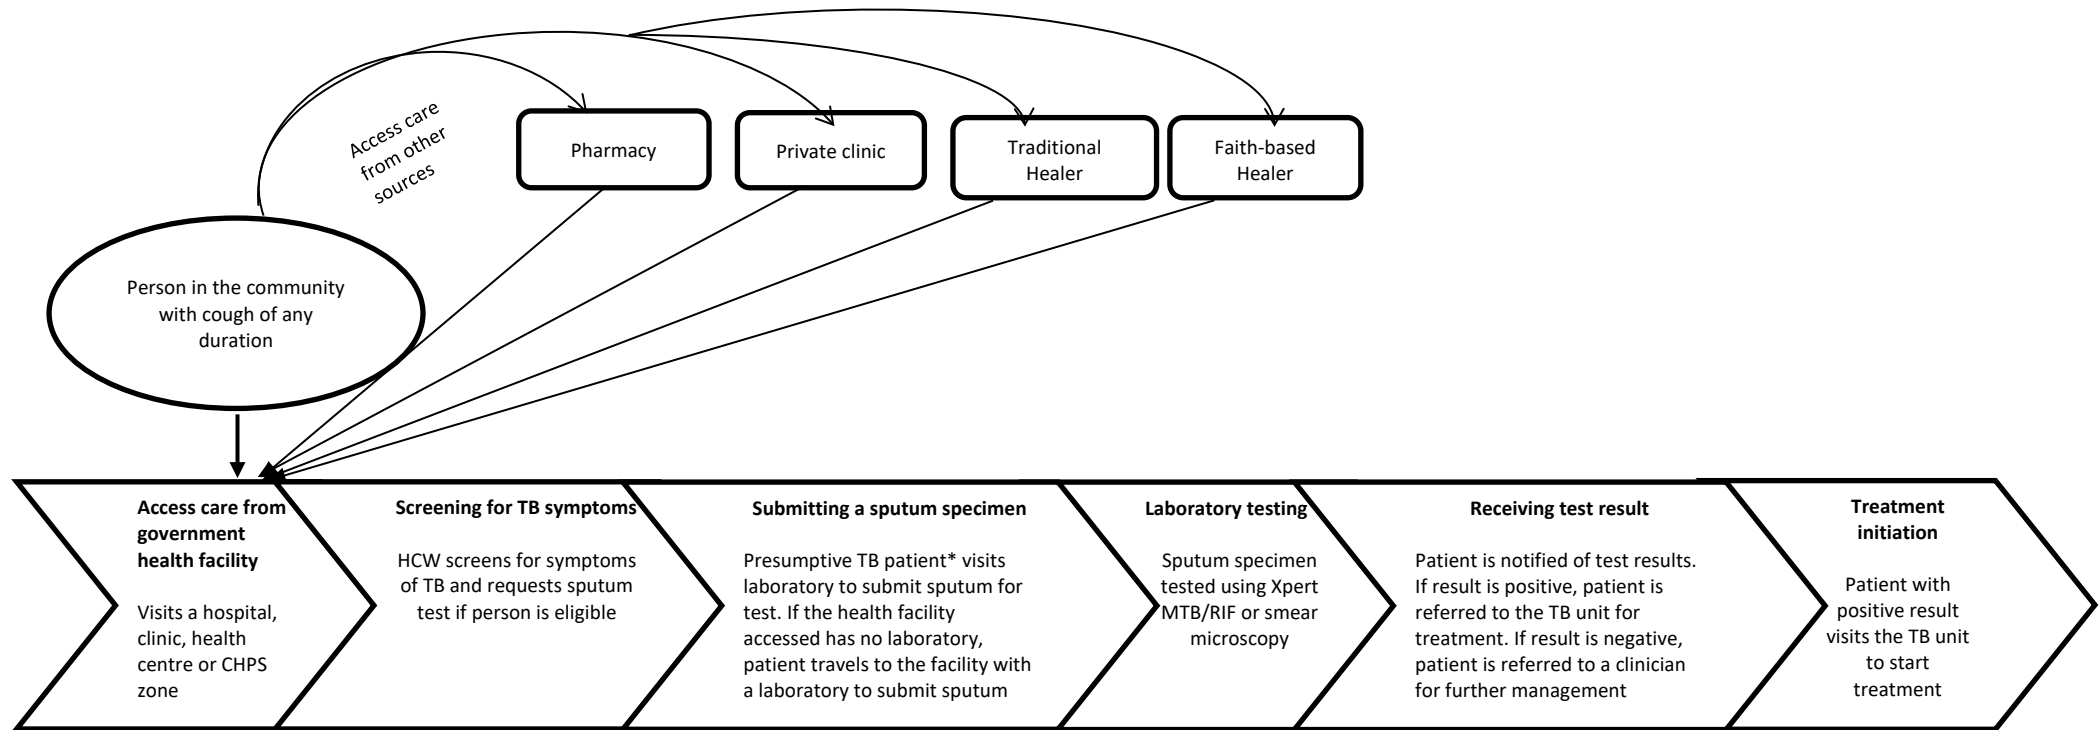 Access care
from other
sources
Pharmacy
Private clinic
Traditional
Healer
Faith-based
Healer
Person in the community
with cough of any
duration
Access care from
government
health facility
Visits a hospital,
clinic, health
centre or CHPS
zone
Screening for TB symptoms
HCW screens for symptoms
of TB and requests sputum
test if person is eligible
Submitting a sputum specimen
Presumptive TB patient* visits
laboratory to submit sputum for
test. If the health facility
accessed has no laboratory,
patient travels to the facility with
a laboratory to submit sputum
Laboratory testing
Sputum specimen
tested using Xpert
MTB/RIF or smear
microscopy
Receiving test result
Patient is notified of test results.
If result is positive, patient is
referred to the TB unit for
treatment. If result is negative,
patient is referred to a clinician
for further management
Treatment
initiation
Patient with
positive result
visits the TB unit
to start
treatment